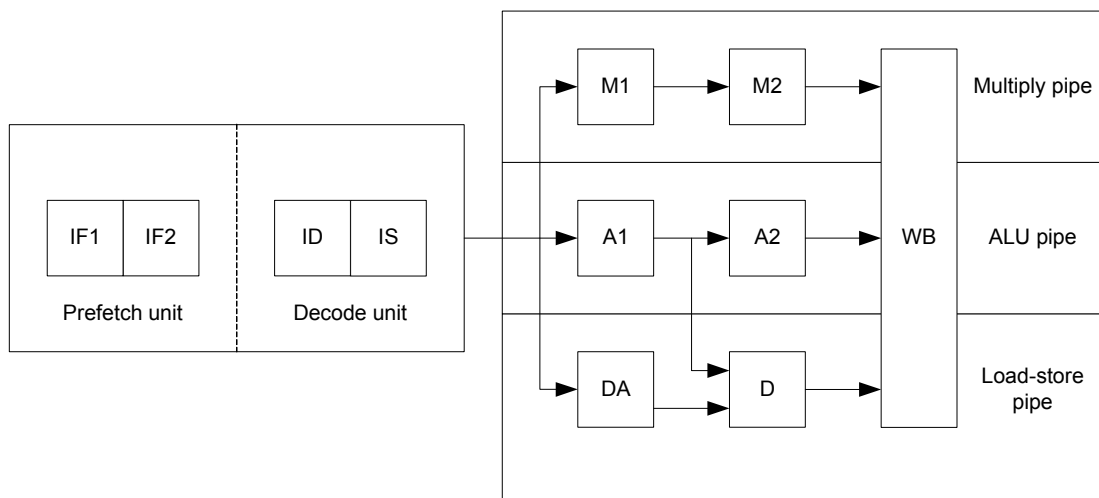 M1
M2
Multiply pipe
IF1
IF2
Prefetch unit
ID
IS
Decode unit
A1
A2
WB
ALU pipe
DA
D
Load-store
pipe